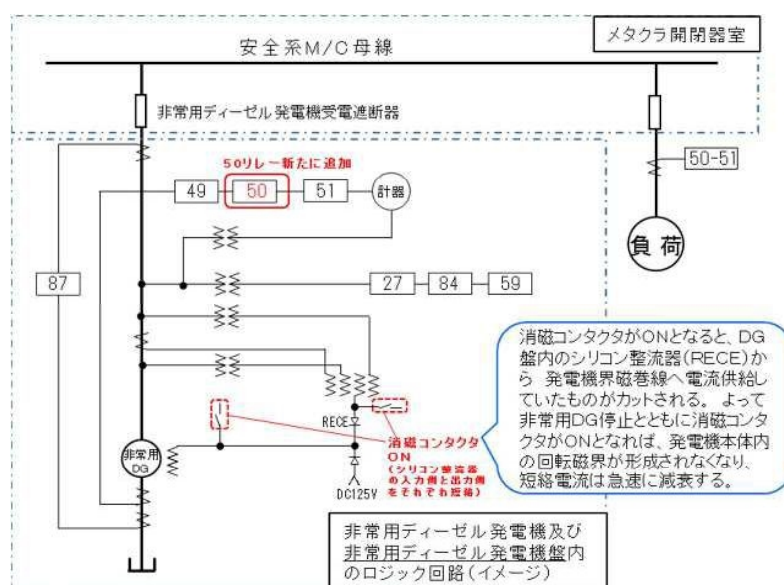 メタクラ開閉器室
安全系M/C母線
非常用ディーゼル発電機受電遮断器
50リレー新たに追加
49
50
51
計器
50-51
負荷
87
27
84
59
消磁コンタクタがONとなると、DG
盤内のシリコン整流器(RECE)か
ら 発電機界磁巻線へ電流供給し
ていたものがカットされる。 よって
非常用DG停止とともに消磁コンタ
クタがONとなれば、発電機本体内
の回転磁界が形成されなくなり、
短絡電流は急速に減衰する。
RECE
消磁コンタクタ
ON
(シリコン整流器
の入力側と出力側
をそれぞれ短絡)
非常用
DG
DC125V
非常用ディーゼル発電機及び
非常用ディーゼル発電機盤内
のロジック回路(イメージ)